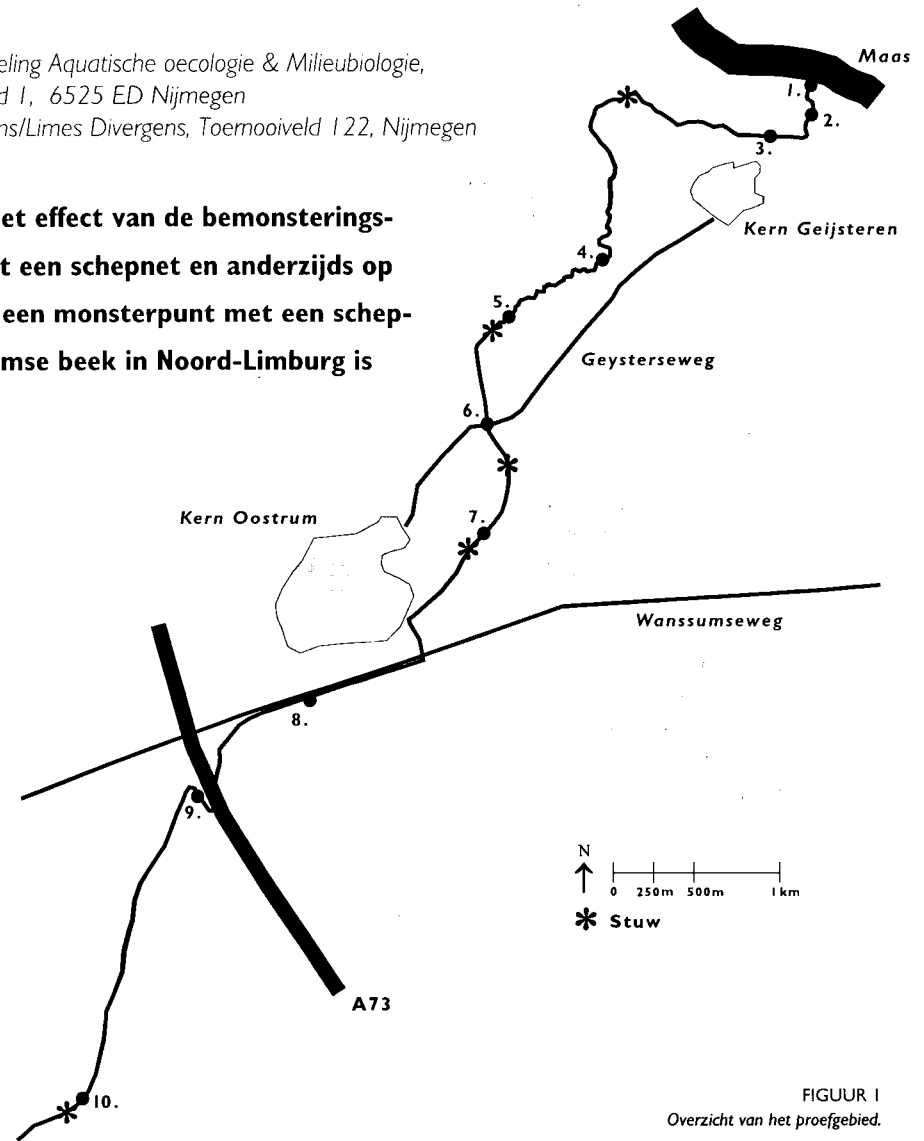 eling Aquatische oecologie & Milieubiologie,
d 1, 6525 ED Nijmegen
ns/Limes Divergens, Toernooiveld 122, Nijmegen
et effect van de bemonsterings-
t een schepnet en anderzijds op
een monsterpunt met een schep-
mse beek in Noord-Limburg is
Maas
1.
2.
3.
Kern Geijsteren
4.
5.
Geysterseweg
6.
Kern Oostrum
7.
Wanssumseweg
8.
9.
N
0 250m 500m 1km
* Stuw
A73
10.
FIGUUR 1
Overzicht van het proefgebied.